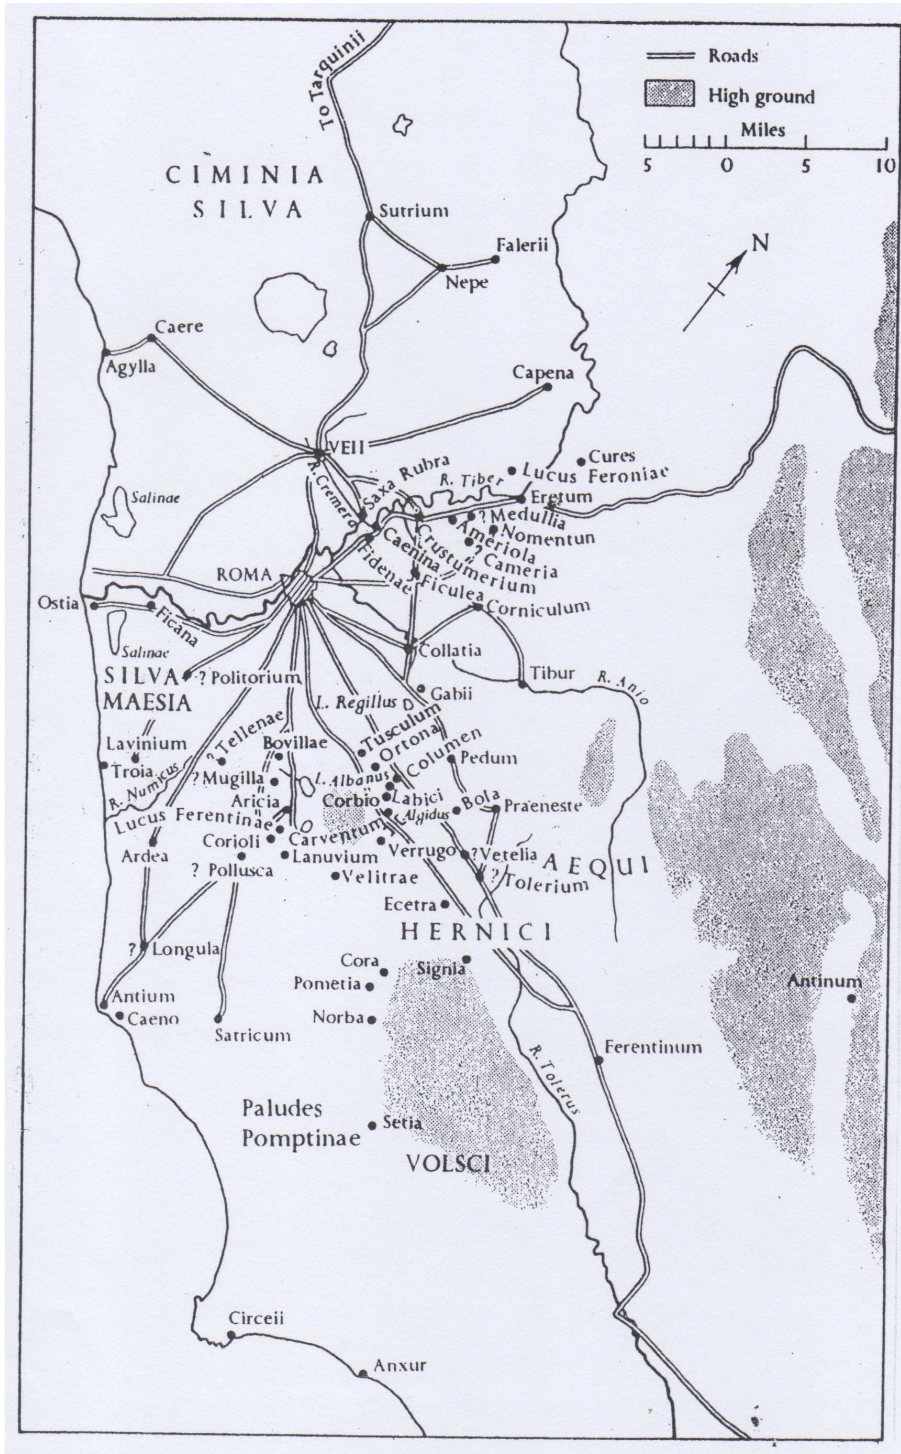 Roads
High ground
Miles
5 0 5 10
N
To Tarquinii
CIMINIA
SILVA
Sutrium
Falerii
Nepe
Caere
Agylla
Capena
VEII
Cures
Lucus Feroniae
Saxa Rubra
R. Tiber
R. Cremera
Eretum
Salinae
? Medullia
Nomentun
Ameriola
? Cameria
Crustumerium
Caenina
Fidenae
ROMA
Ficulea
Corniculum
Ostia
Ficana
Salinae
Collatia
SILVA
MAESIA
? Politorium
Tibur
R. Anio
L. Regillus
Gabii
Lavinium
Troia
? Tellenae
Bovillae
Tusculum
Ortona
Columen
Pedum
R. Numicus
? Mugilla
L. Albanus
Aricia
Corbio
Labici
Bola
Praeneste
Lucus Ferentinae
Algidus
Ardea
Corioli
Carventum
Verrugo
? Vetelia
AEQUI
? Pollusca
Lanuvium
Velitrae
? Tolerium
Ecetra
HERNICI
? Longula
Cora
Signia
Pometia
Antinum
Antium
Caeno
Satricum
Norba
Ferentinum
R. Tolerus
Paludes
Pomptinae
Setia
VOLSCI
Circeii
Anxur